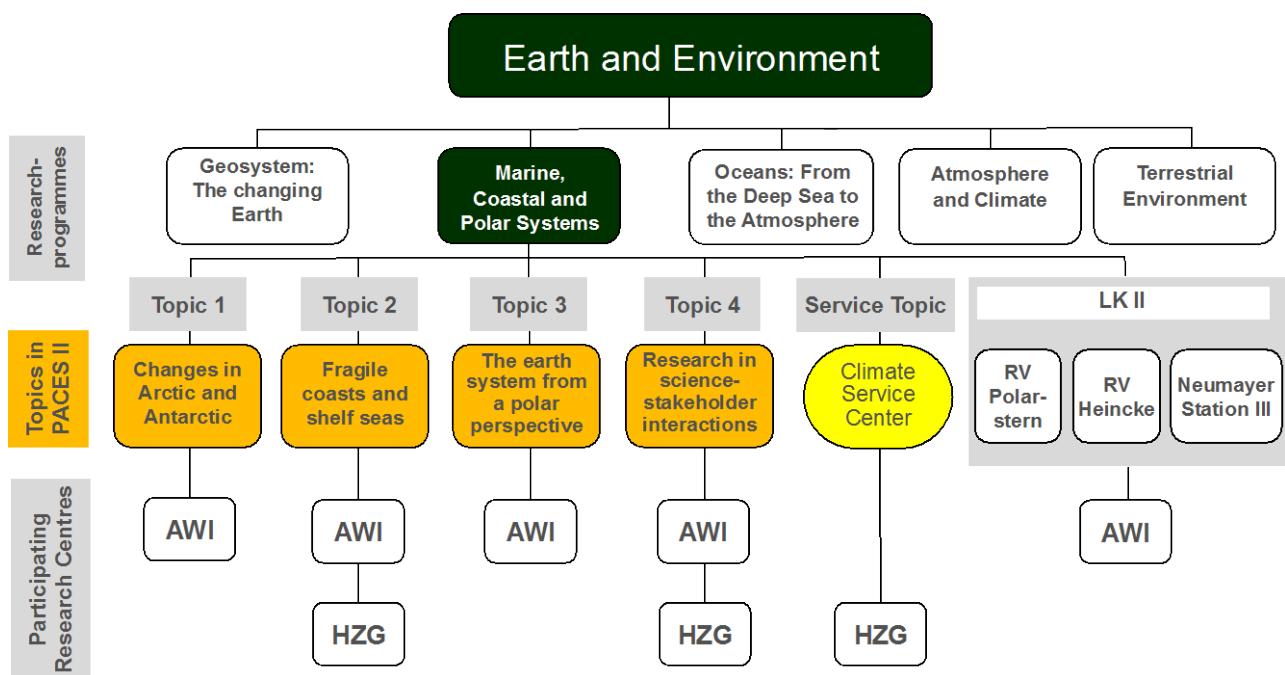 Earth and Environment
Research-
programmes
Geosystem:
The changing
Earth
Marine,
Coastal and
Polar Systems
Oceans: From
the Deep Sea to
the Atmosphere
Atmosphere
and Climate
Terrestrial
Environment
Topic 1
Topic 2
Topic 3
Topic 4
Service Topic
LK II
Topics in
PACES II
Changes in
Arctic and
Antarctic
Fragile
coasts and
shelf seas
The earth
system from
a polar
perspective
Research in
science-
stakeholder
interactions
Climate
Service
Center
RV
Polar-
stern
RV
Heincke
Neumayer
Station III
Participating
Research Centres
AWI
AWI
AWI
AWI
AWI
HZG
HZG
HZG